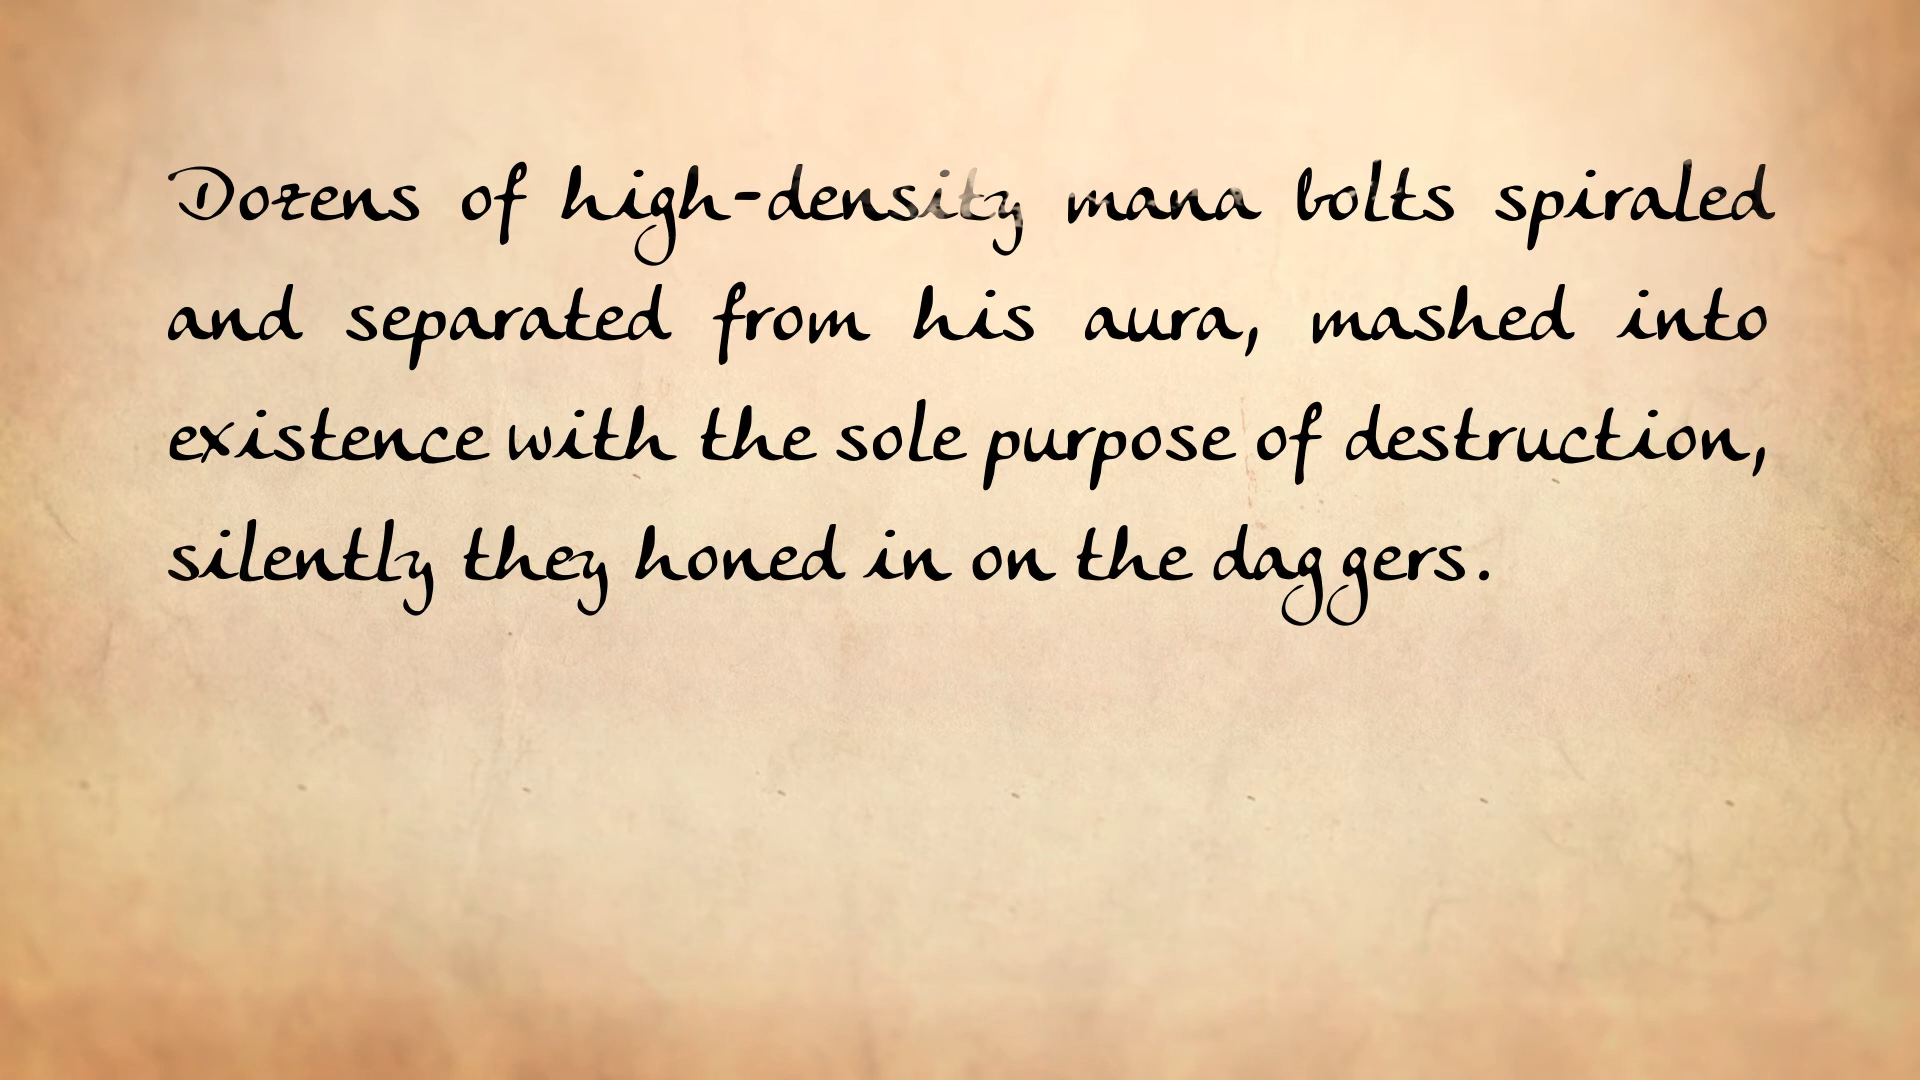 Dozens of high-density mana bolts spiraled
and separated from his aura, mashed into
existence with the sole purpose of destruction,
silently they honed in on the daggers.